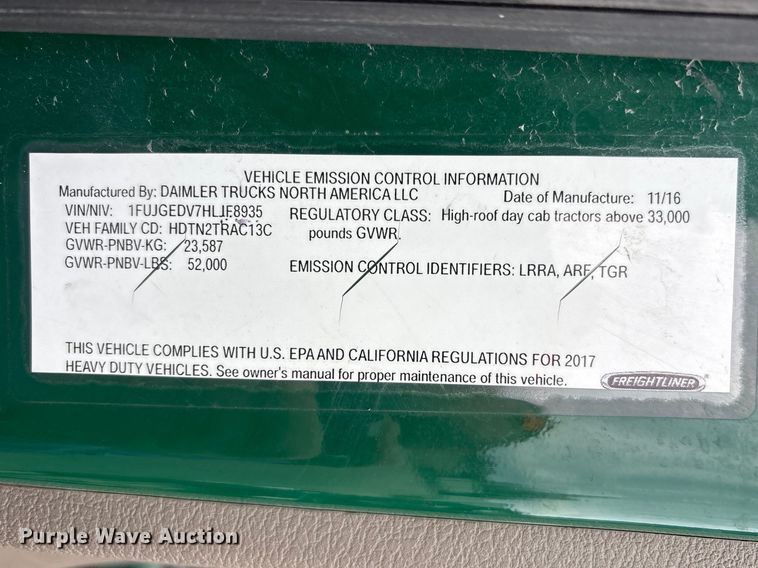 VEHICLE EMISSION CONTROL INFORMATION
Manufactured By: DAIMLER TRUCKS NORTH AMERICA LLC Date of Manufacture: 11/16
VIN/NIV: 1FUJGEDV7HLJF8935 REGULATORY CLASS: High-roof day cab tractors above 33,000
VEH FAMILY CD: HDTN2TRAC13C pounds GVWR.
GVWR-PNBV-KG: 23,587
GVWR-PNBV-LBS: 52,000 EMISSION CONTROL IDENTIFIERS: LRRA, ARF, TGR
THIS VEHICLE COMPLIES WITH U.S. EPA AND CALIFORNIA REGULATIONS FOR 2017
HEAVY DUTY VEHICLES. See owner's manual for proper maintenance of this vehicle. FREIGHTLINER
Purple Wave Auction